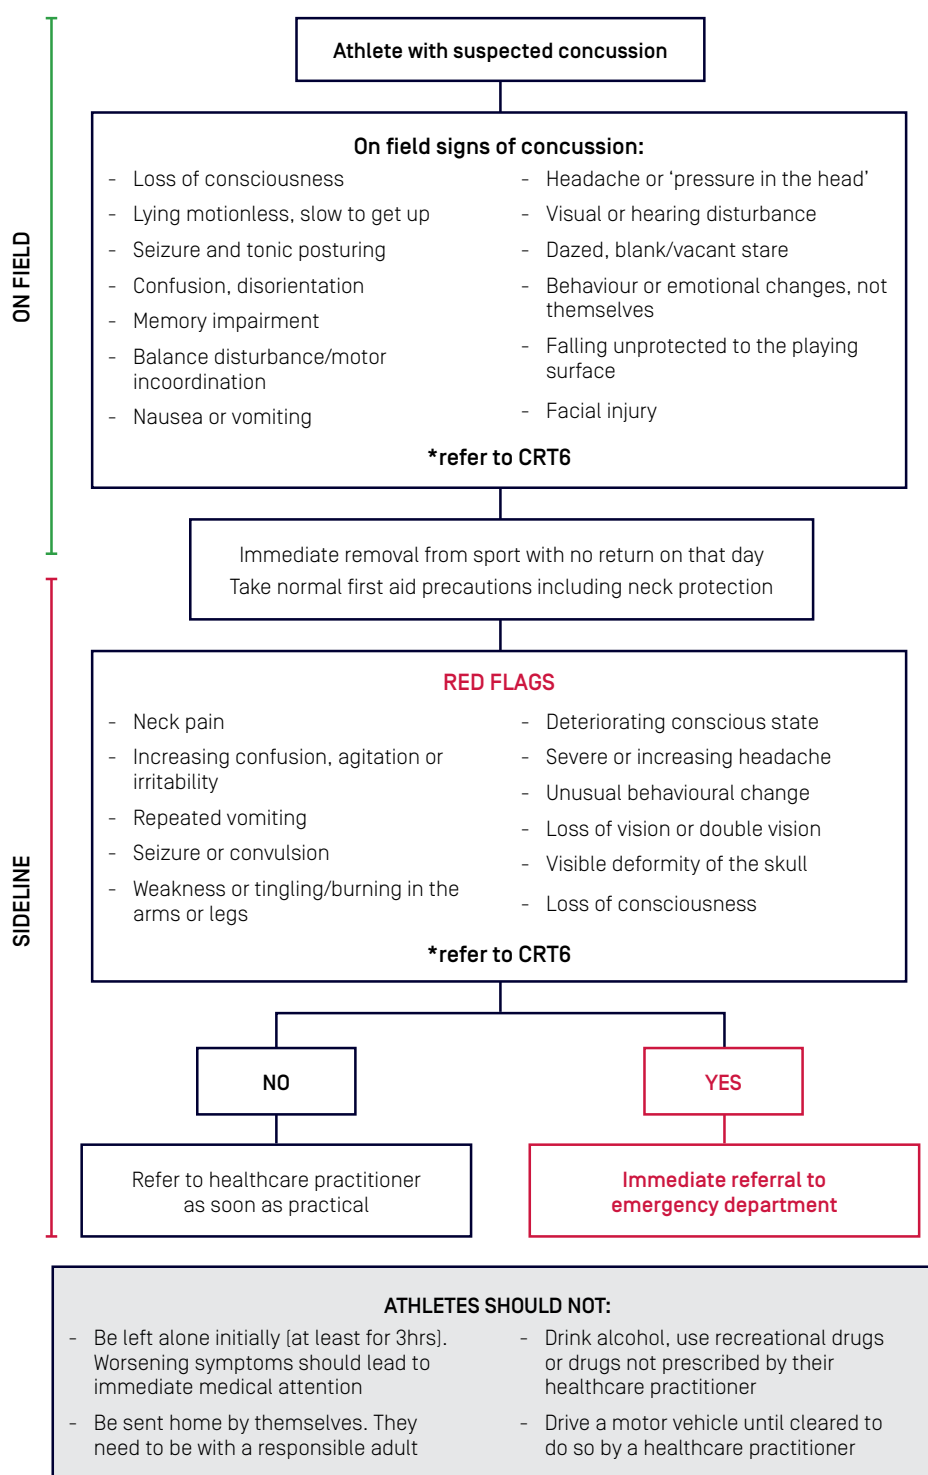 Athlete with suspected concussion
ON FIELD
On field signs of concussion:
- Loss of consciousness
- Lying motionless, slow to get up
- Seizure and tonic posturing
- Confusion, disorientation
- Memory impairment
- Balance disturbance/motor
incoordination
- Nausea or vomiting
- Headache or ‘pressure in the head’
- Visual or hearing disturbance
- Dazed, blank/vacant stare
- Behaviour or emotional changes, not
themselves
- Falling unprotected to the playing
surface
- Facial injury
*refer to CRT6
Immediate removal from sport with no return on that day
Take normal first aid precautions including neck protection
SIDELINE
RED FLAGS
- Neck pain
- Increasing confusion, agitation or
irritability
- Repeated vomiting
- Seizure or convulsion
- Weakness or tingling/burning in the
arms or legs
- Deteriorating conscious state
- Severe or increasing headache
- Unusual behavioural change
- Loss of vision or double vision
- Visible deformity of the skull
- Loss of consciousness
*refer to CRT6
NO
YES
Refer to healthcare practitioner
as soon as practical
Immediate referral to
emergency department
ATHLETES SHOULD NOT:
- Be left alone initially (at least for 3hrs).
Worsening symptoms should lead to
immediate medical attention
- Be sent home by themselves. They
need to be with a responsible adult
- Drink alcohol, use recreational drugs
or drugs not prescribed by their
healthcare practitioner
- Drive a motor vehicle until cleared to
do so by a healthcare practitioner